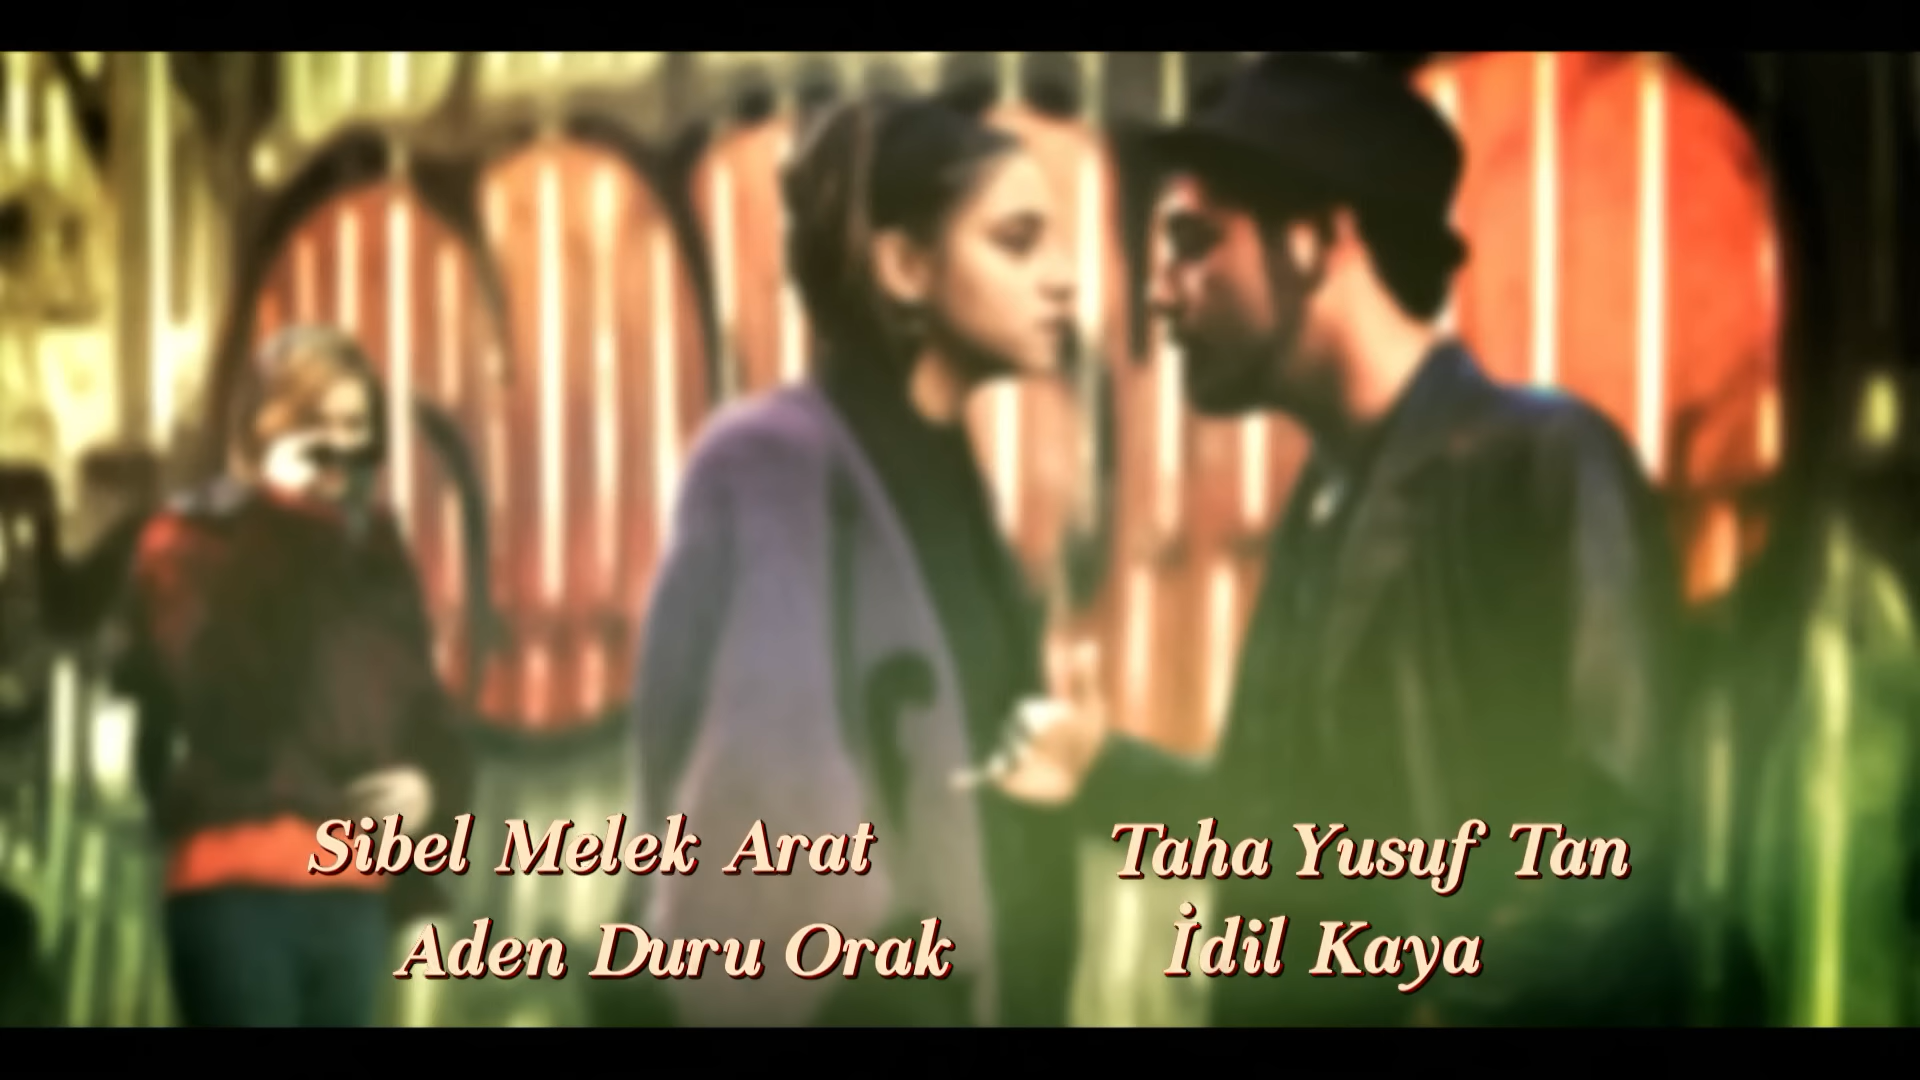 Sibel Melek Arat
Taha Yusuf Tan
Aden Duru Orak
İdil Kaya